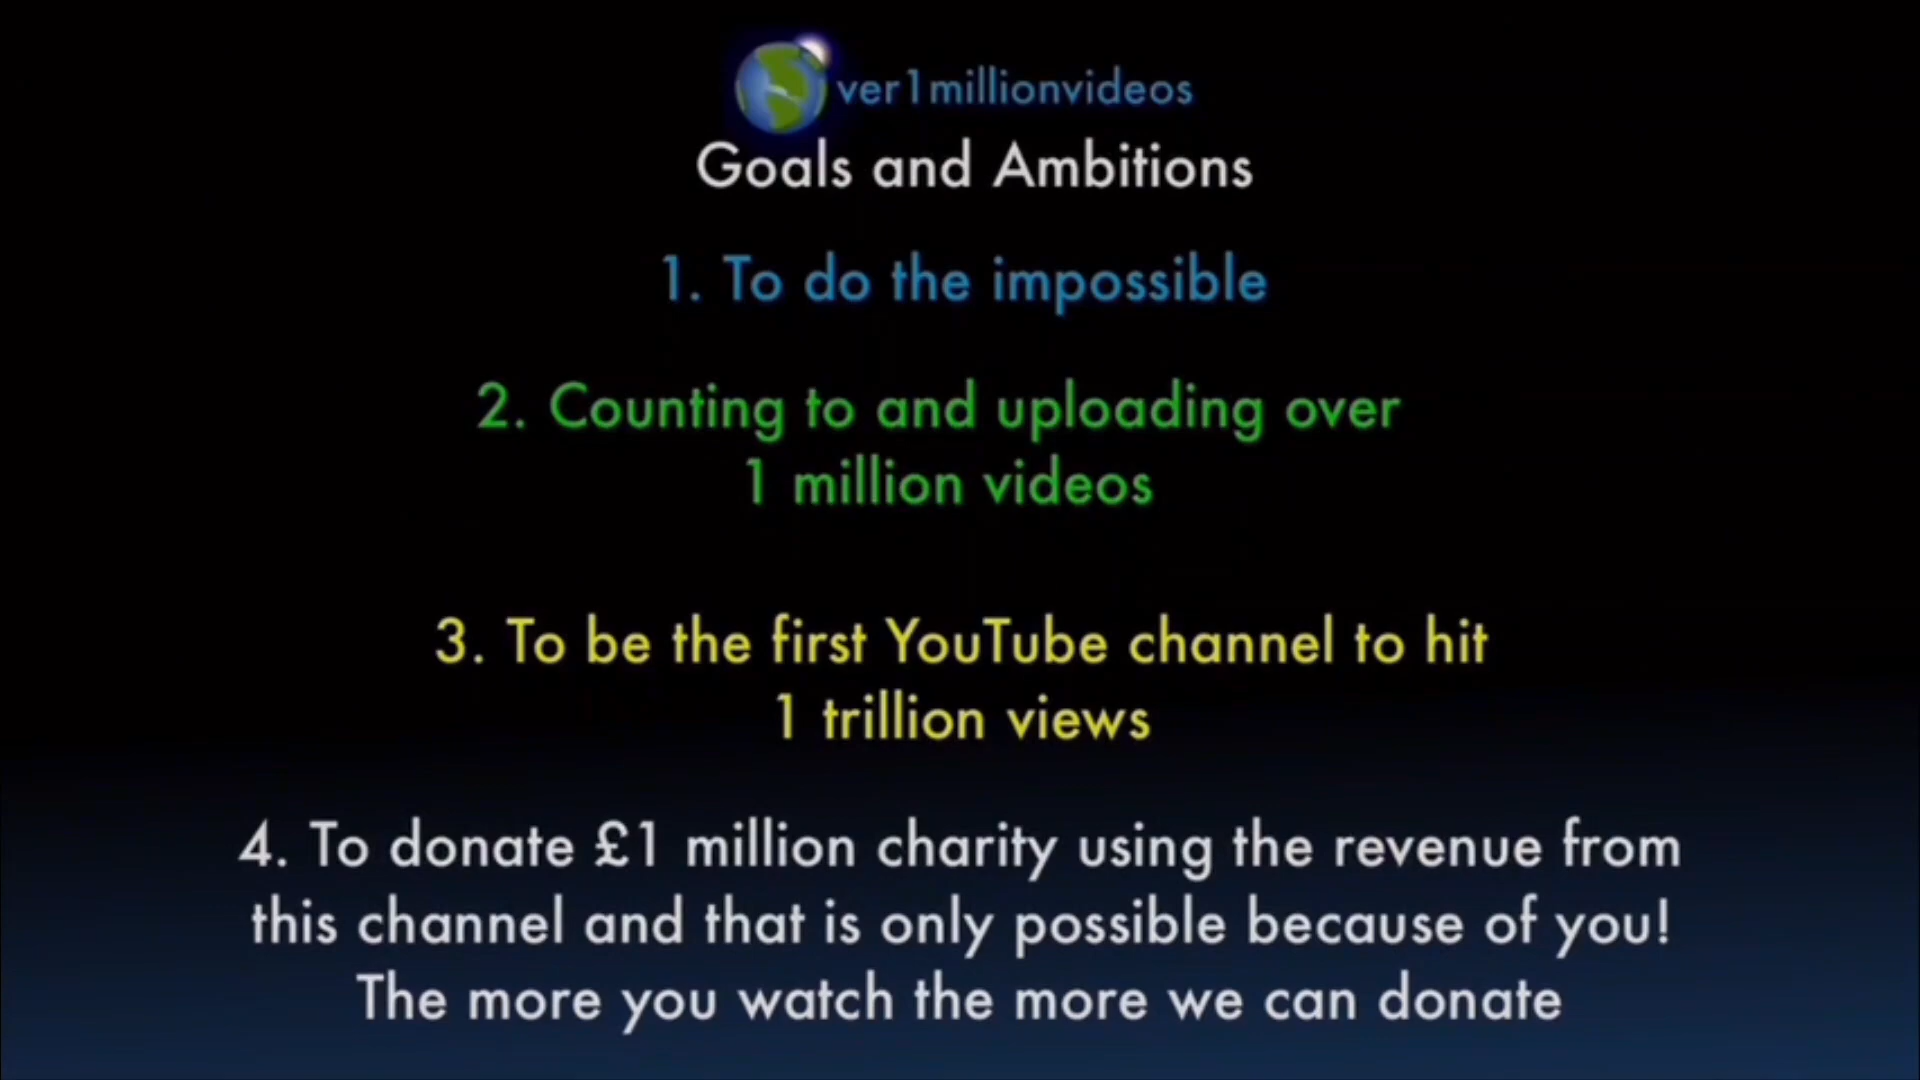 ver1millionvideos
Goals and Ambitions
1. To do the impossible
2. Counting to and uploading over
1 million videos
3. To be the first YouTube channel to hit
1 trillion views
4. To donate £1 million charity using the revenue from
this channel and that is only possible because of you!
The more you watch the more we can donate